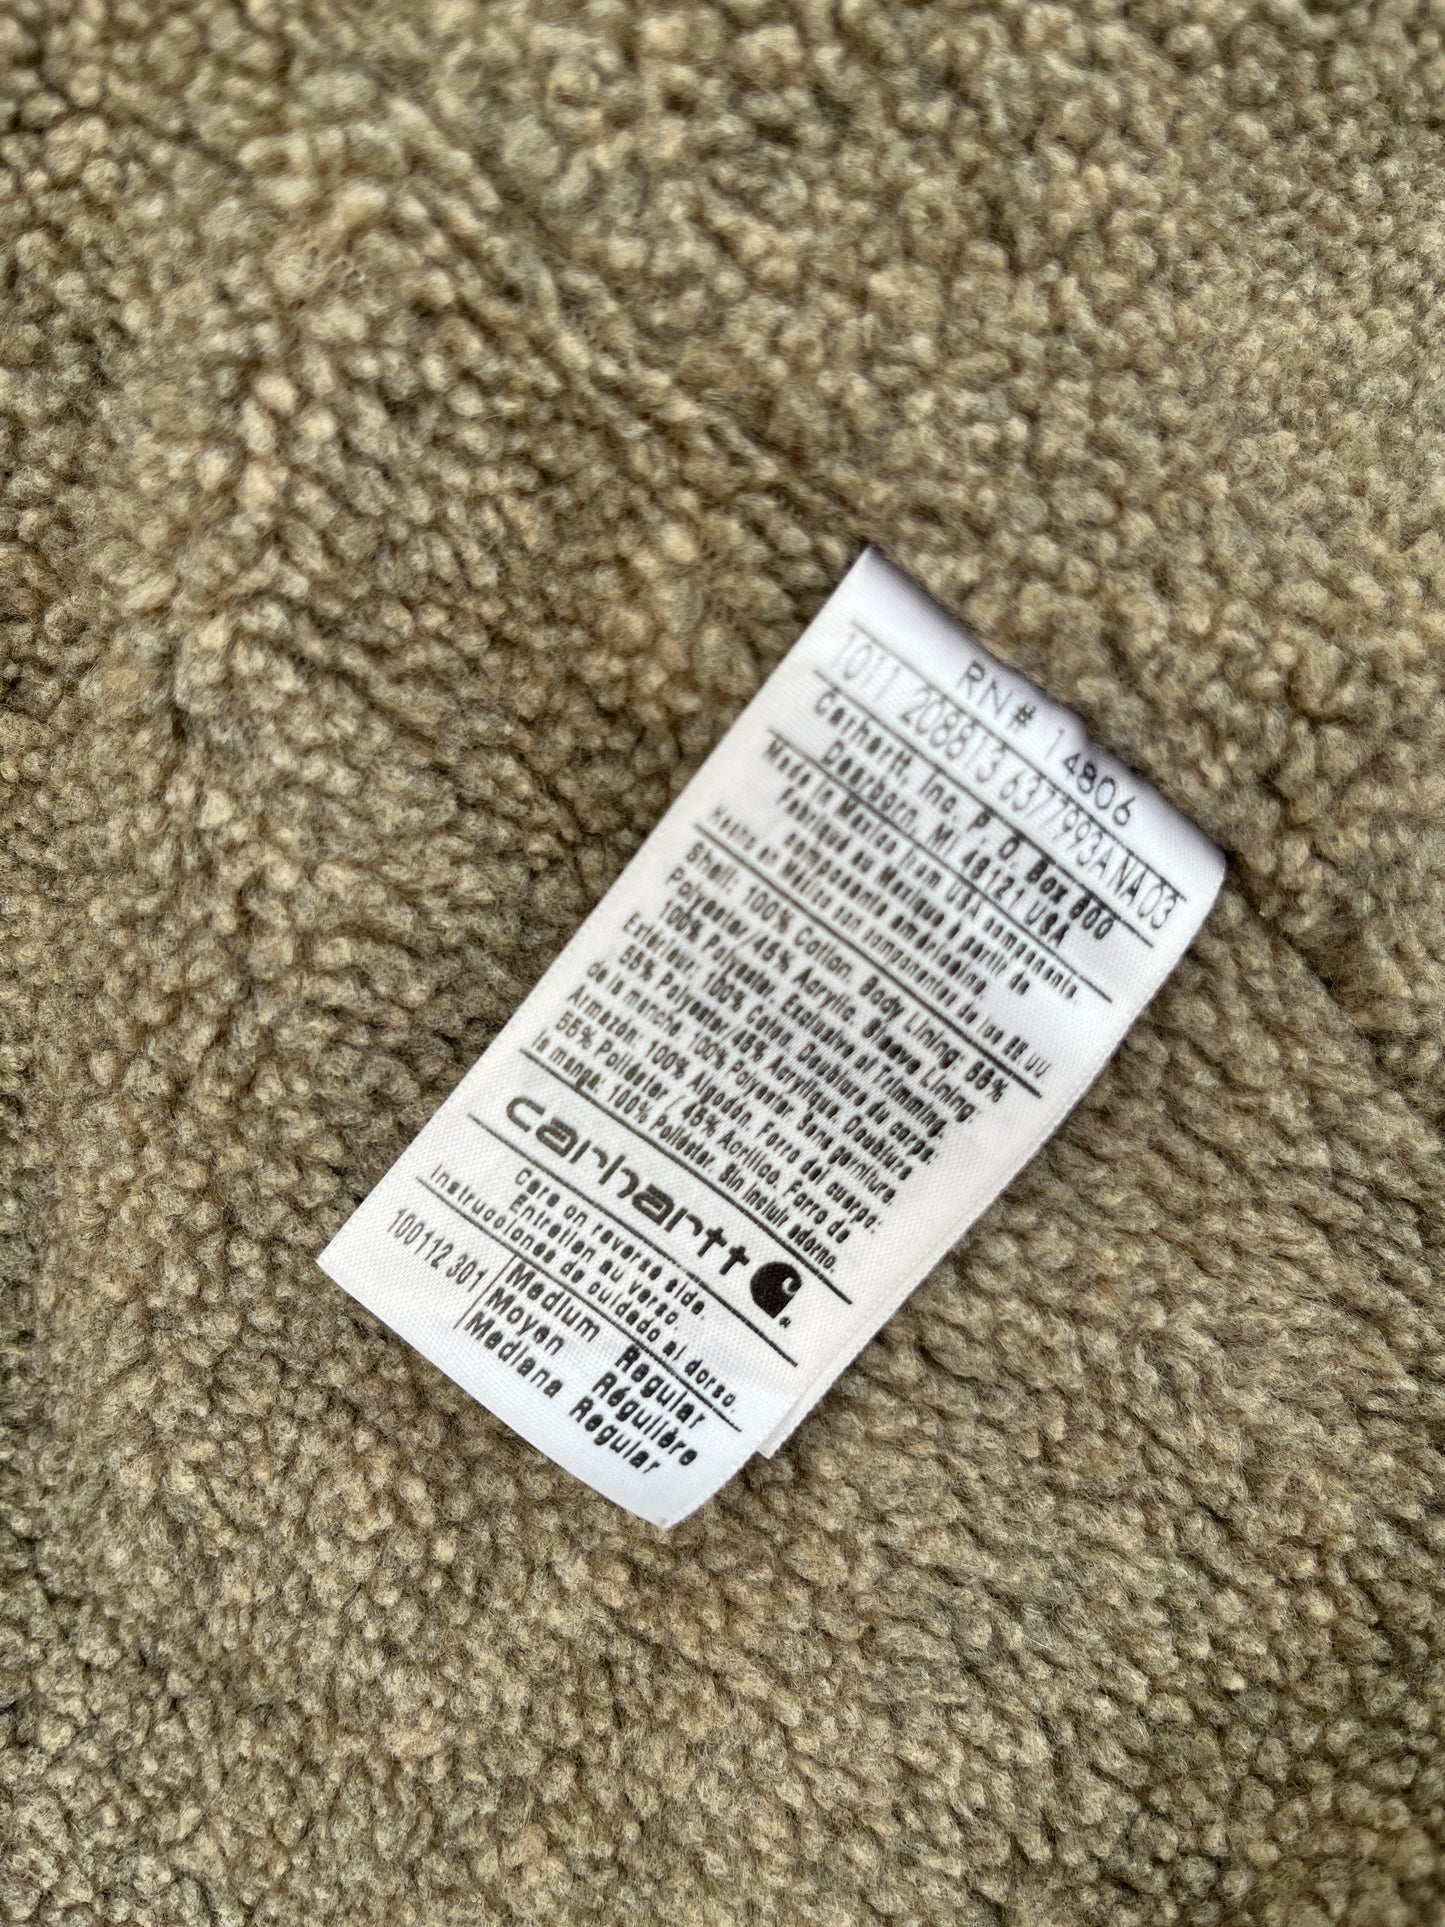 RN# 14806
1011 208813 6377993A NA 03
Carhartt, Inc. P. O. Box 600
Dearborn, MI 48121 USA
Made in Mexico from USA components.
Fabriqué au Mexique à partir de
composants américains.
Hecho en México con componentes de los EE.UU.
Shell: 100% Cotton. Body Lining: 55%
Polyester/45% Acrylic. Sleeve Lining:
100% Polyester. Exclusive of Trimming.
Extérieur: 100% Coton. Doublure du corps:
55% Polyester/45% Acrylique. Doublure
de la manche: 100% Polyester. Sans garniture.
Armazón: 100% Algodón. Forro del cuerpo:
55% Poliéster / 45% Acrílico. Forro de
la manga: 100% Poliéster. Sin incluir adorno.
carhartt
Care on reverse side.
Entretien au verso.
Instrucciones de cuidado al dorso.
100112 301 Medium Regular
Moyen Régulière
Mediana Regular